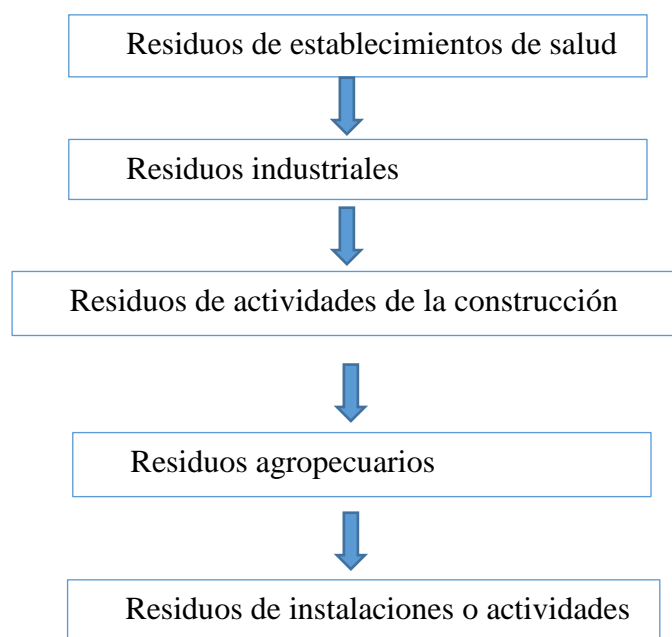 Residuos de establecimientos de salud
Residuos industriales
Residuos de actividades de la construcción
Residuos agropecuarios
Residuos de instalaciones o actividades